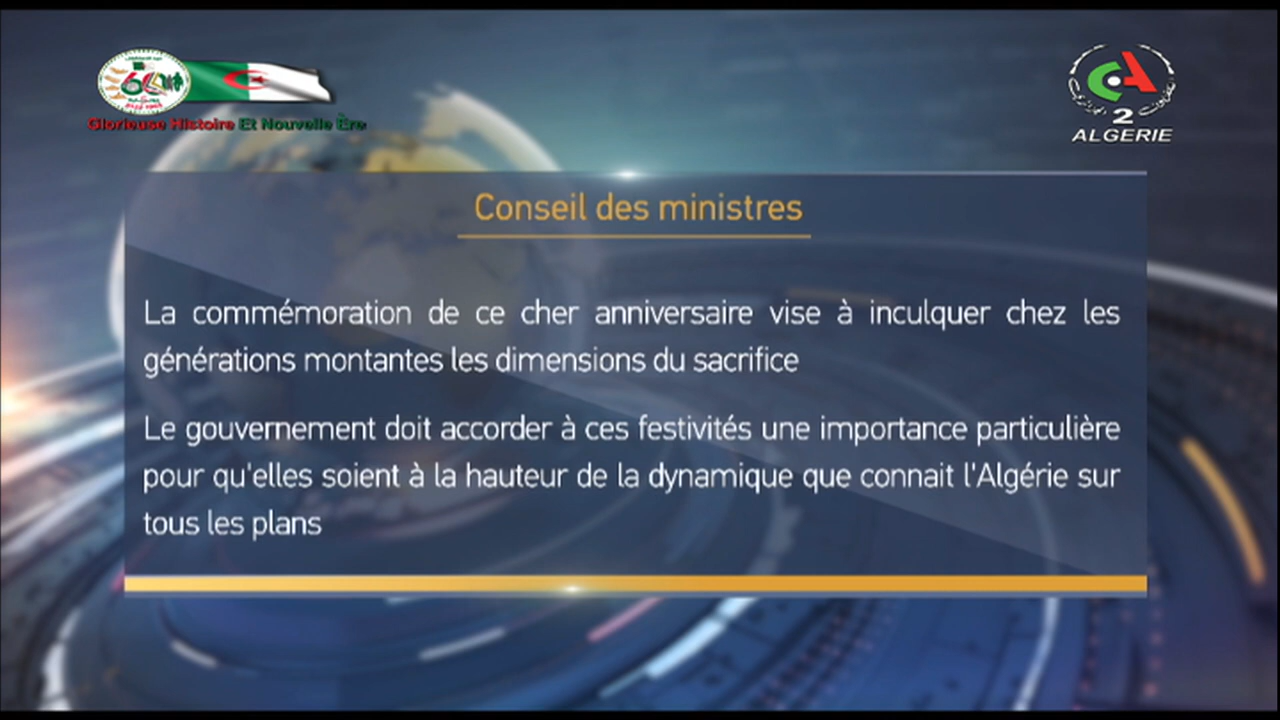 60
Glorieuse Histoire Et Nouvelle Ère
2
ALGERIE
Conseil des ministres
La commémoration de ce cher anniversaire vise à inculquer chez les
générations montantes les dimensions du sacrifice
Le gouvernement doit accorder à ces festivités une importance particulière
pour qu'elles soient à la hauteur de la dynamique que connait l'Algérie sur
tous les plans